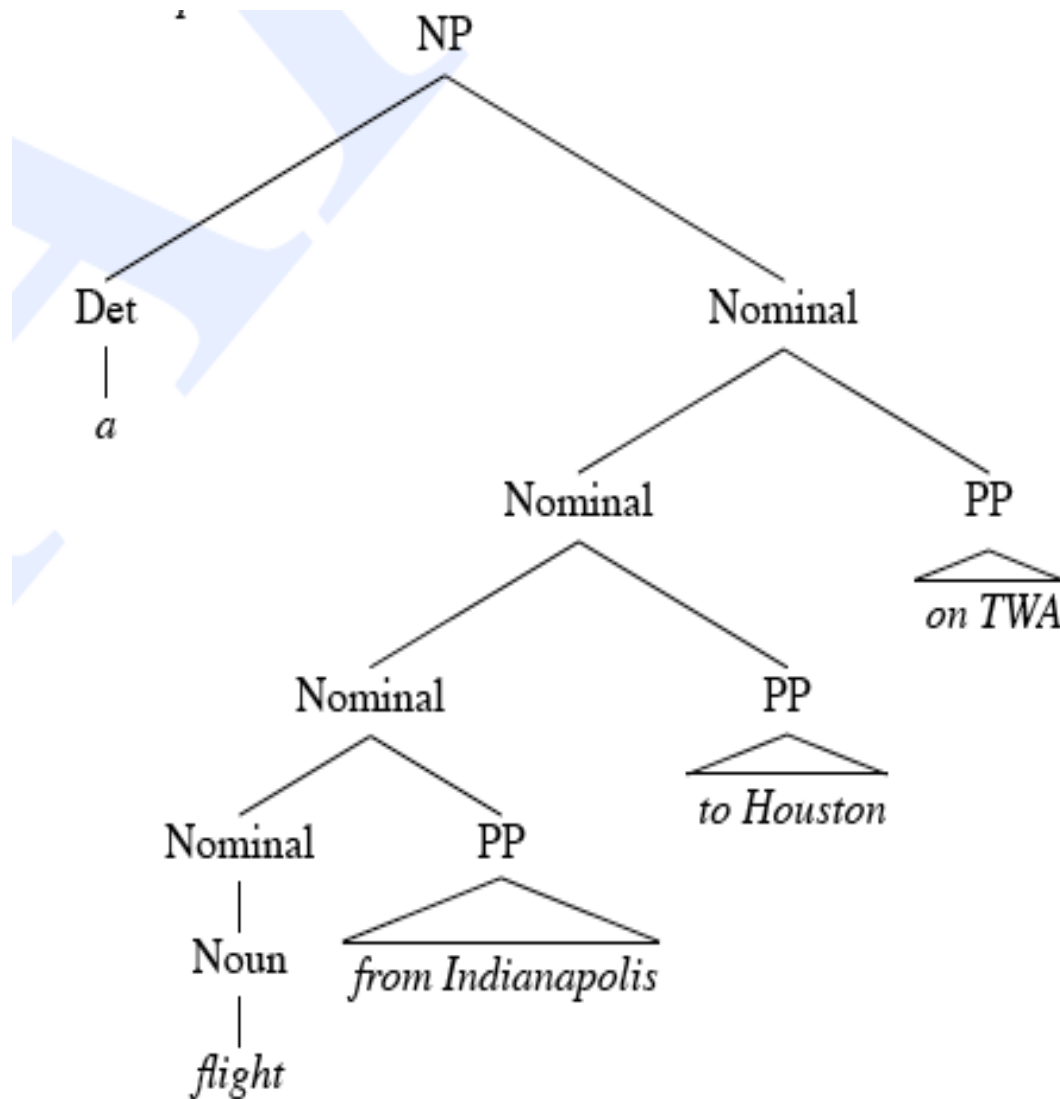 NP
Det Nominal
a
Nominal PP
on TWA
Nominal PP
to Houston
Nominal PP
Noun
from Indianapolis
flight